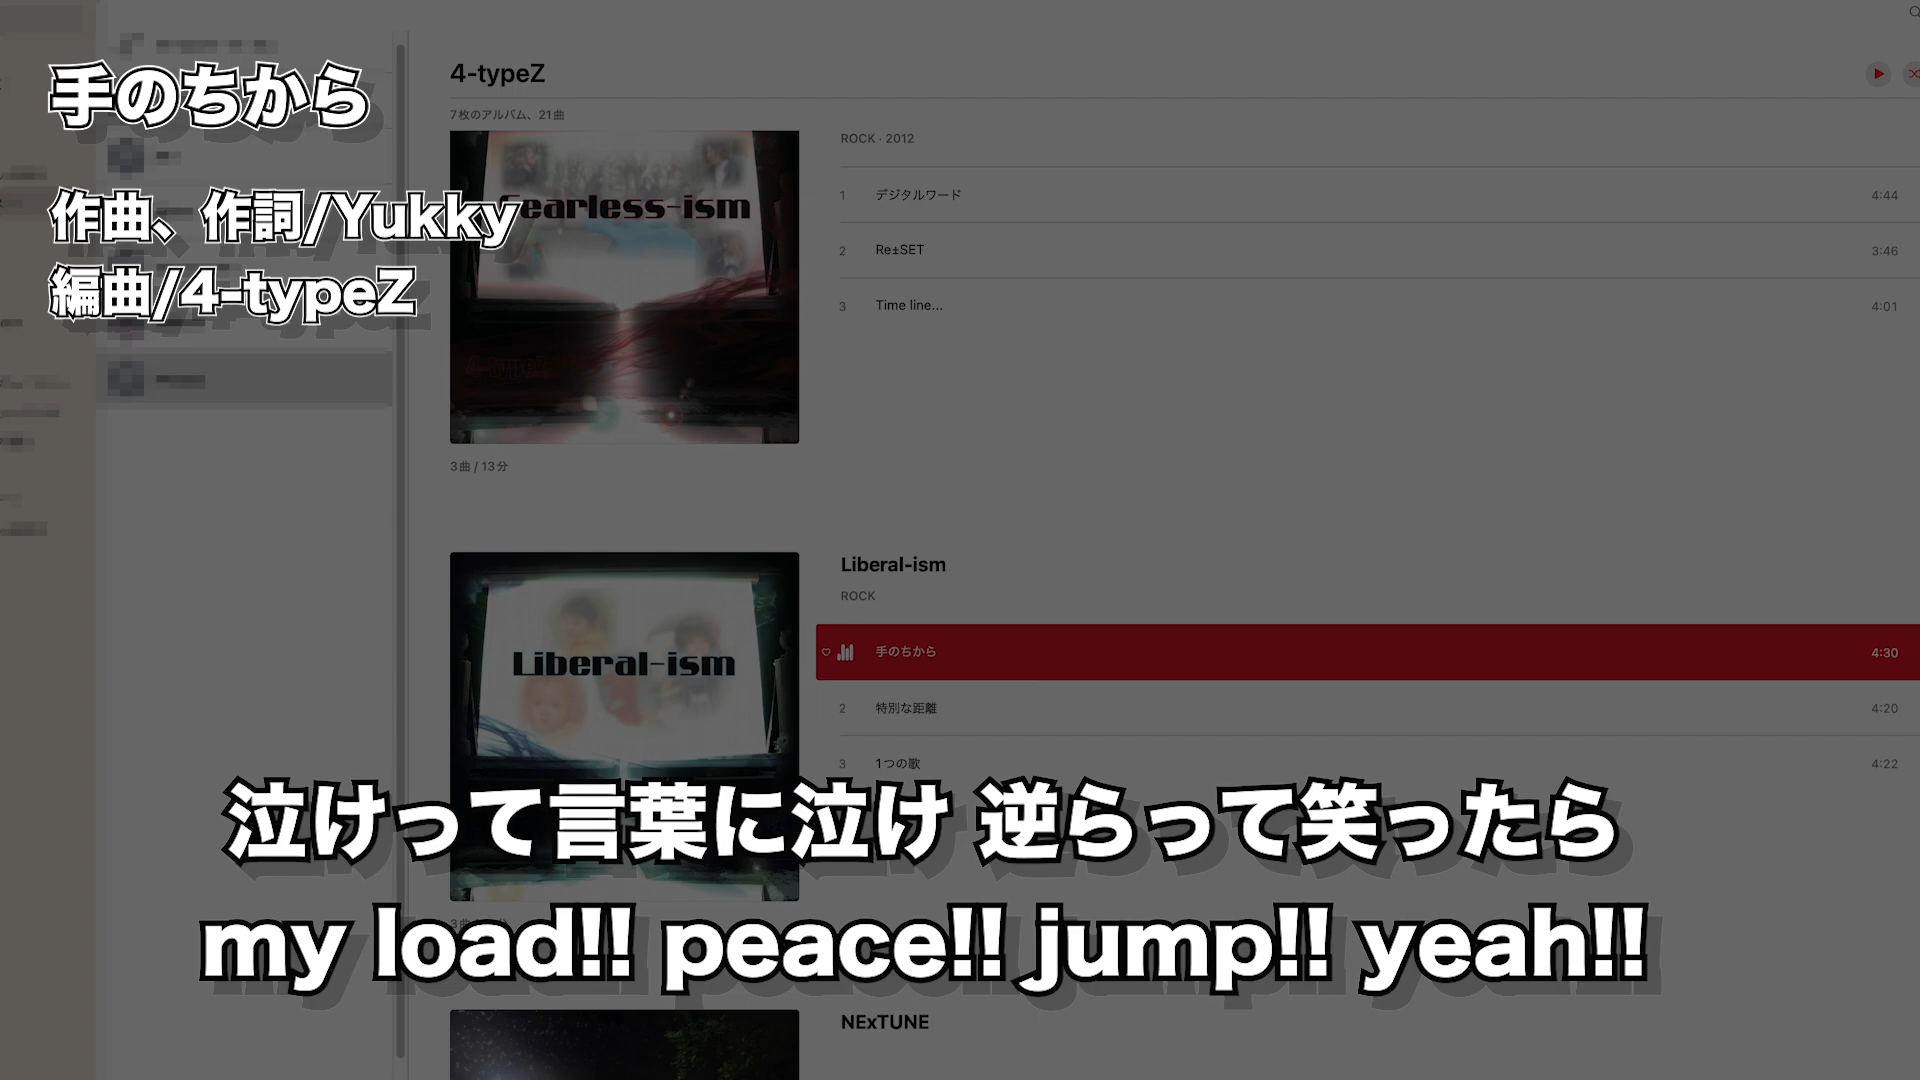 手のちから
作曲、作詞/Yukky
編曲/4-typeZ
4-typeZ
7枚のアルバム、21曲
Fearless-ism
4-typeZ
3曲 / 13分
ROCK · 2012
1 デジタルワード 4:44
2 Re±SET 3:46
3 Time line... 4:01
Liberal-ism
Liberal-ism
ROCK
手のちから 4:30
2 特別な距離 4:20
3 1つの歌 4:22
泣けって言葉に泣け 逆らって笑ったら
my load!! peace!! jump!! yeah!!
NExTUNE